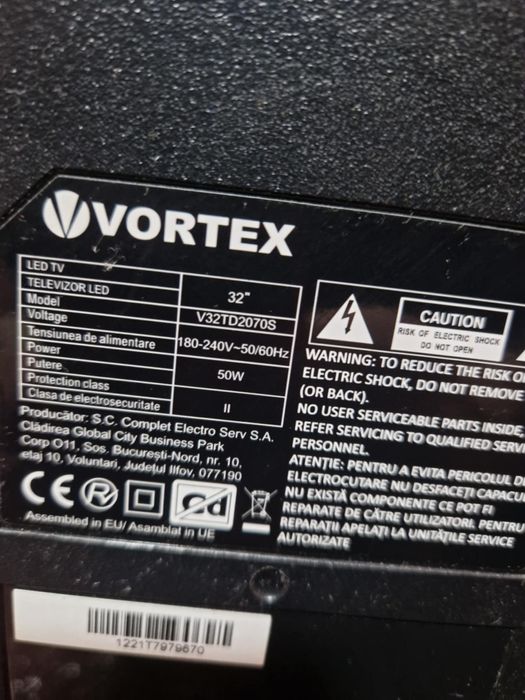 VORTEX
LED TV
TELEVIZOR LED
32"
Model
V32TD2070S
Voltage
Tensiunea de alimentare
180-240V~50/60Hz
Power
Putere
50W
Protection class
Clasa de electrosecuritate
II
Producător: S.C. Complet Electro Serv S.A.
Clădirea Global City Business Park
Corp O11, Sos. București-Nord, nr. 10,
etaj 10, Voluntari, Județul Ilfov, 077190
CE R Gd
Assembled in EU/ Asamblat in UE
CAUTION
RISK OF ELECTRIC SHOCK
DO NOT OPEN
WARNING: TO REDUCE THE RISK O
ELECTRIC SHOCK, DO NOT REMOVE
(OR BACK).
NO USER SERVICEABLE PARTS INSIDE.
REFER SERVICING TO QUALIFIED SERVI
PERSONNEL.
ATENȚIE: PENTRU A EVITA PERICOLUL D
ELECTROCUTARE NU DESFACEȚI CAPACU
NU EXISTĂ COMPONENTE CE POT FI
REPARATE DE CĂTRE UTILIZATORI. PENTRU
REPARAȚII APELAȚI LA UNITĂȚILE SERVICE
AUTORIZATE
1221T7979670